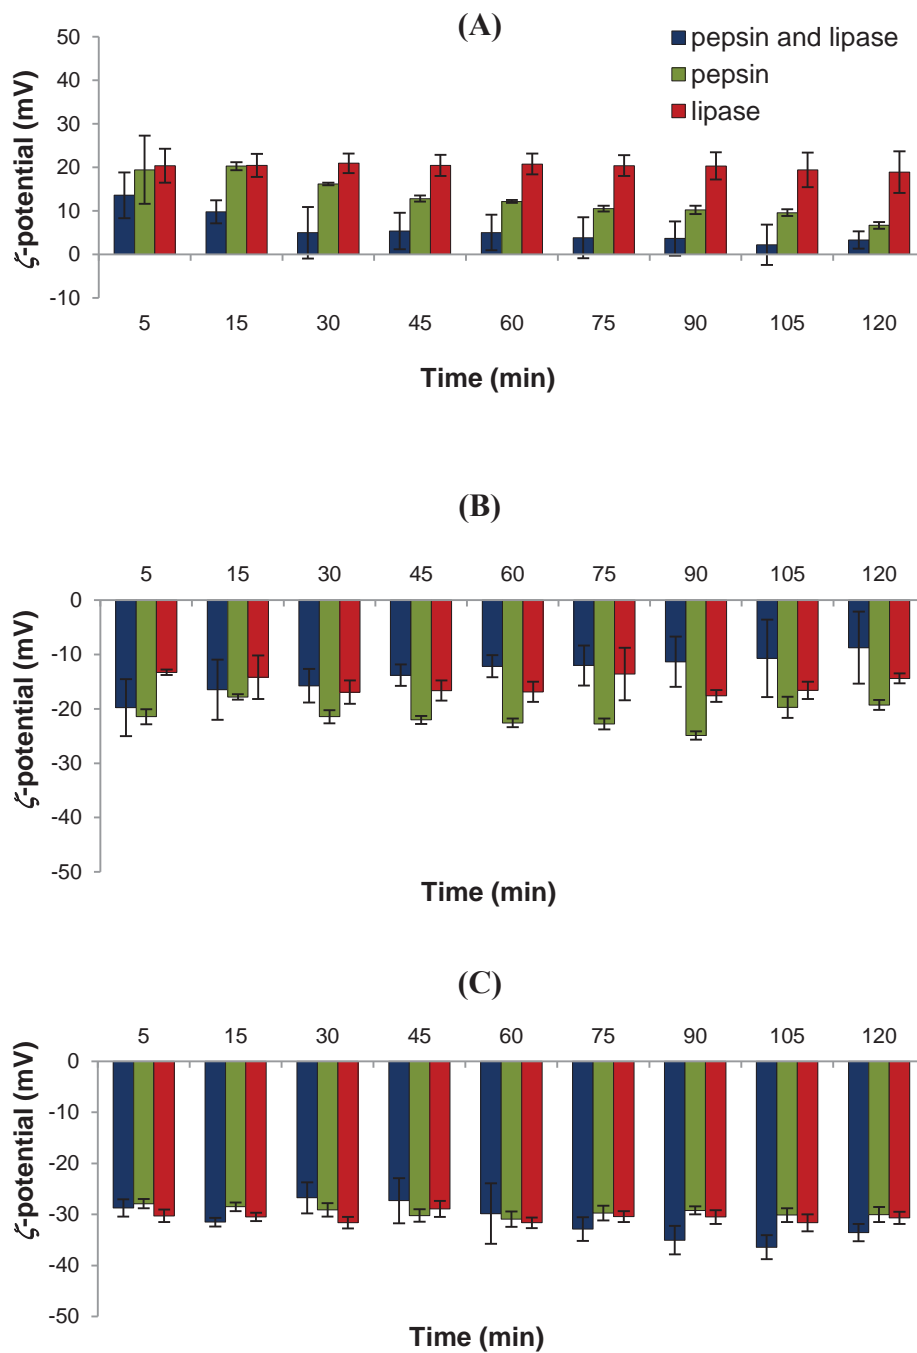 (A)
pepsin and lipase
pepsin
lipase
ζ-potential (mV)
50
40
30
20
10
0
-10
5 15 30 45 60 75 90 105 120
Time (min)
(B)
5 15 30 45 60 75 90 105 120
ζ-potential (mV)
0
-10
-20
-30
-40
-50
Time (min)
(C)
5 15 30 45 60 75 90 105 120
ζ-potential (mV)
0
-10
-20
-30
-40
-50
Time (min)